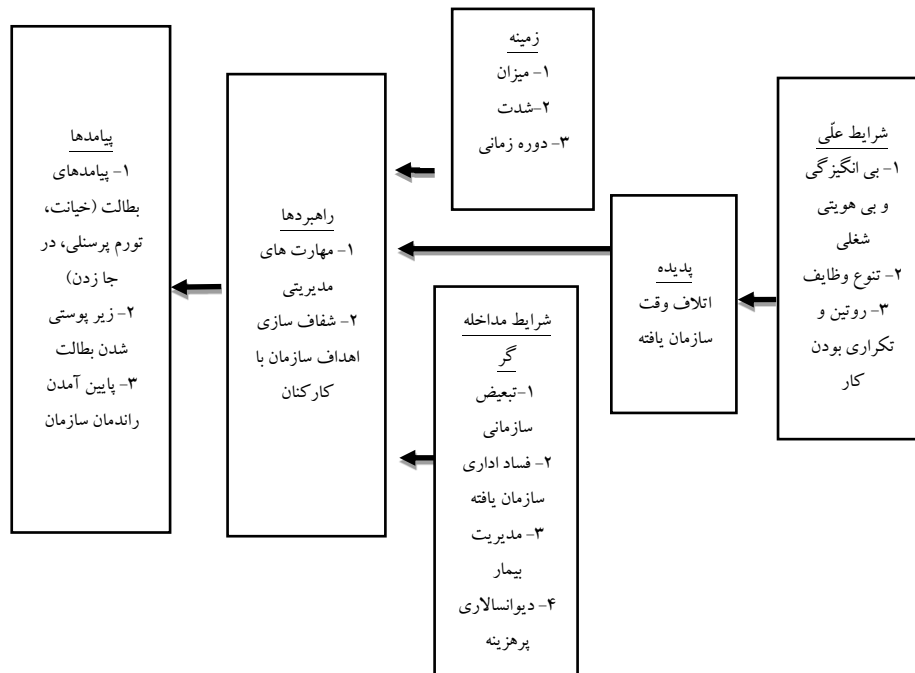 شرایط علّی
۱- بی انگیزگی
و بی هویتی
شغلی
۲- تنوع وظایف
۳- روتین و
تکراری بودن
کار
پدیده
اتلاف وقت
سازمان یافته
زمینه
۱- میزان
۲-شدت
۳- دوره زمانی
شرایط مداخله
گر
۱-تبعیض
سازمانی
۲- فساد اداری
سازمان یافته
۳- مدیریت
بیمار
۴- دیوانسالاری
پرهزینه
راهبردها
۱- مهارت های
مدیریتی
۲- شفاف سازی
اهداف سازمان با
کارکنان
پیامدها
۱- پیامدهای
بطالت (خیانت،
تورم پرسنلی، در
جا زدن)
۲- زیر پوستی
شدن بطالت
۳- پایین آمدن
راندمان سازمان